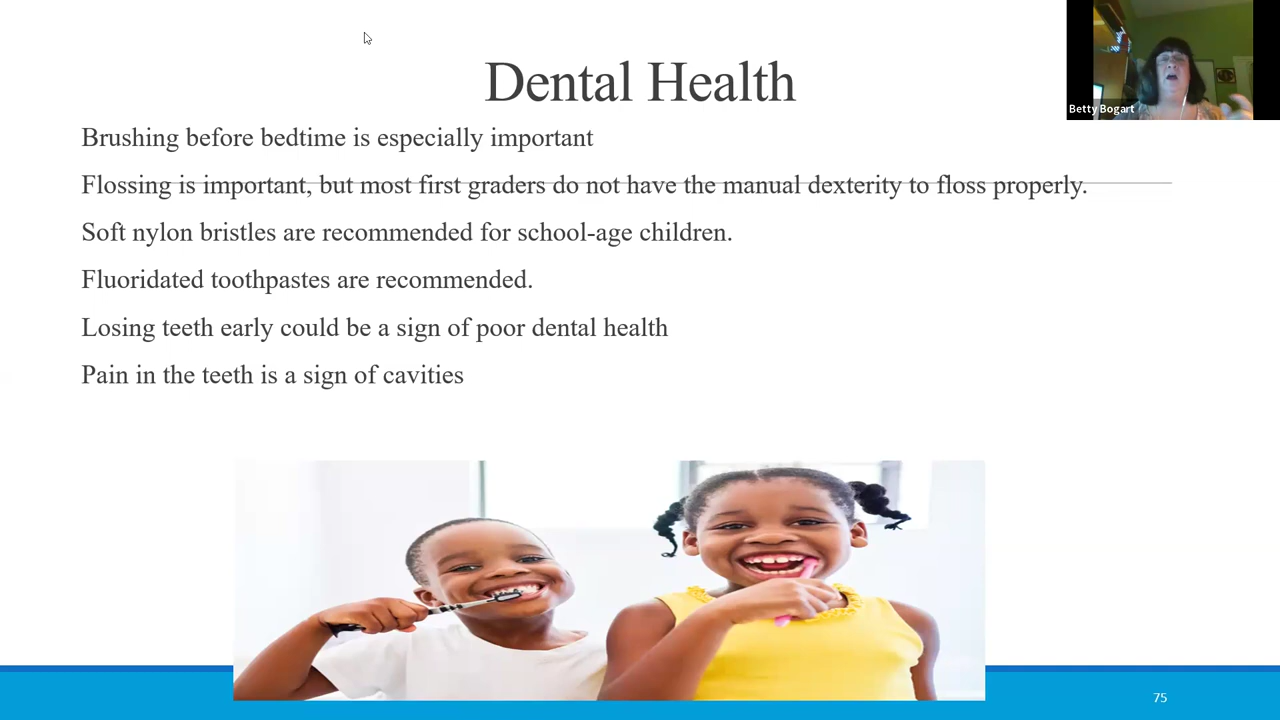 Dental Health
Betty Bogart
Brushing before bedtime is especially important
Flossing is important, but most first graders do not have the manual dexterity to floss properly.
Soft nylon bristles are recommended for school-age children.
Fluoridated toothpastes are recommended.
Losing teeth early could be a sign of poor dental health
Pain in the teeth is a sign of cavities
75